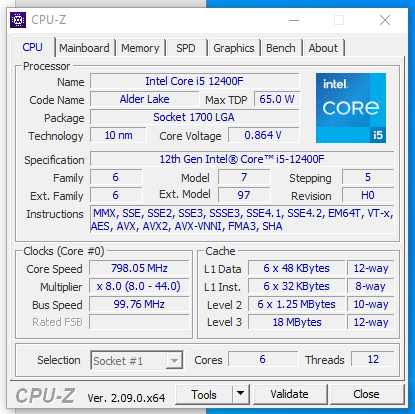 CPU-Z
CPU Mainboard Memory SPD Graphics Bench About
Processor
Name Intel Core i5 12400F
Code Name Alder Lake Max TDP 65.0 W
Package Socket 1700 LGA
Technology 10 nm Core Voltage 0.864 V
intel
CORE
i5
Specification 12th Gen Intel® Core™ i5-12400F
Family 6 Model 7 Stepping 5
Ext. Family 6 Ext. Model 97 Revision H0
Instructions MMX, SSE, SSE2, SSE3, SSSE3, SSE4.1, SSE4.2, EM64T, VT-x,
AES, AVX, AVX2, AVX-VNNI, FMA3, SHA
Clocks (Core #0)
Core Speed 798.05 MHz
Multiplier x 8.0 (8.0 - 44.0)
Bus Speed 99.76 MHz
Rated FSB
Cache
L1 Data 6 x 48 KBytes 12-way
L1 Inst. 6 x 32 KBytes 8-way
Level 2 6 x 1.25 MBytes 10-way
Level 3 18 MBytes 12-way
Selection Socket #1 Cores 6 Threads 12
CPU-Z Ver. 2.09.0.x64 Tools Validate Close